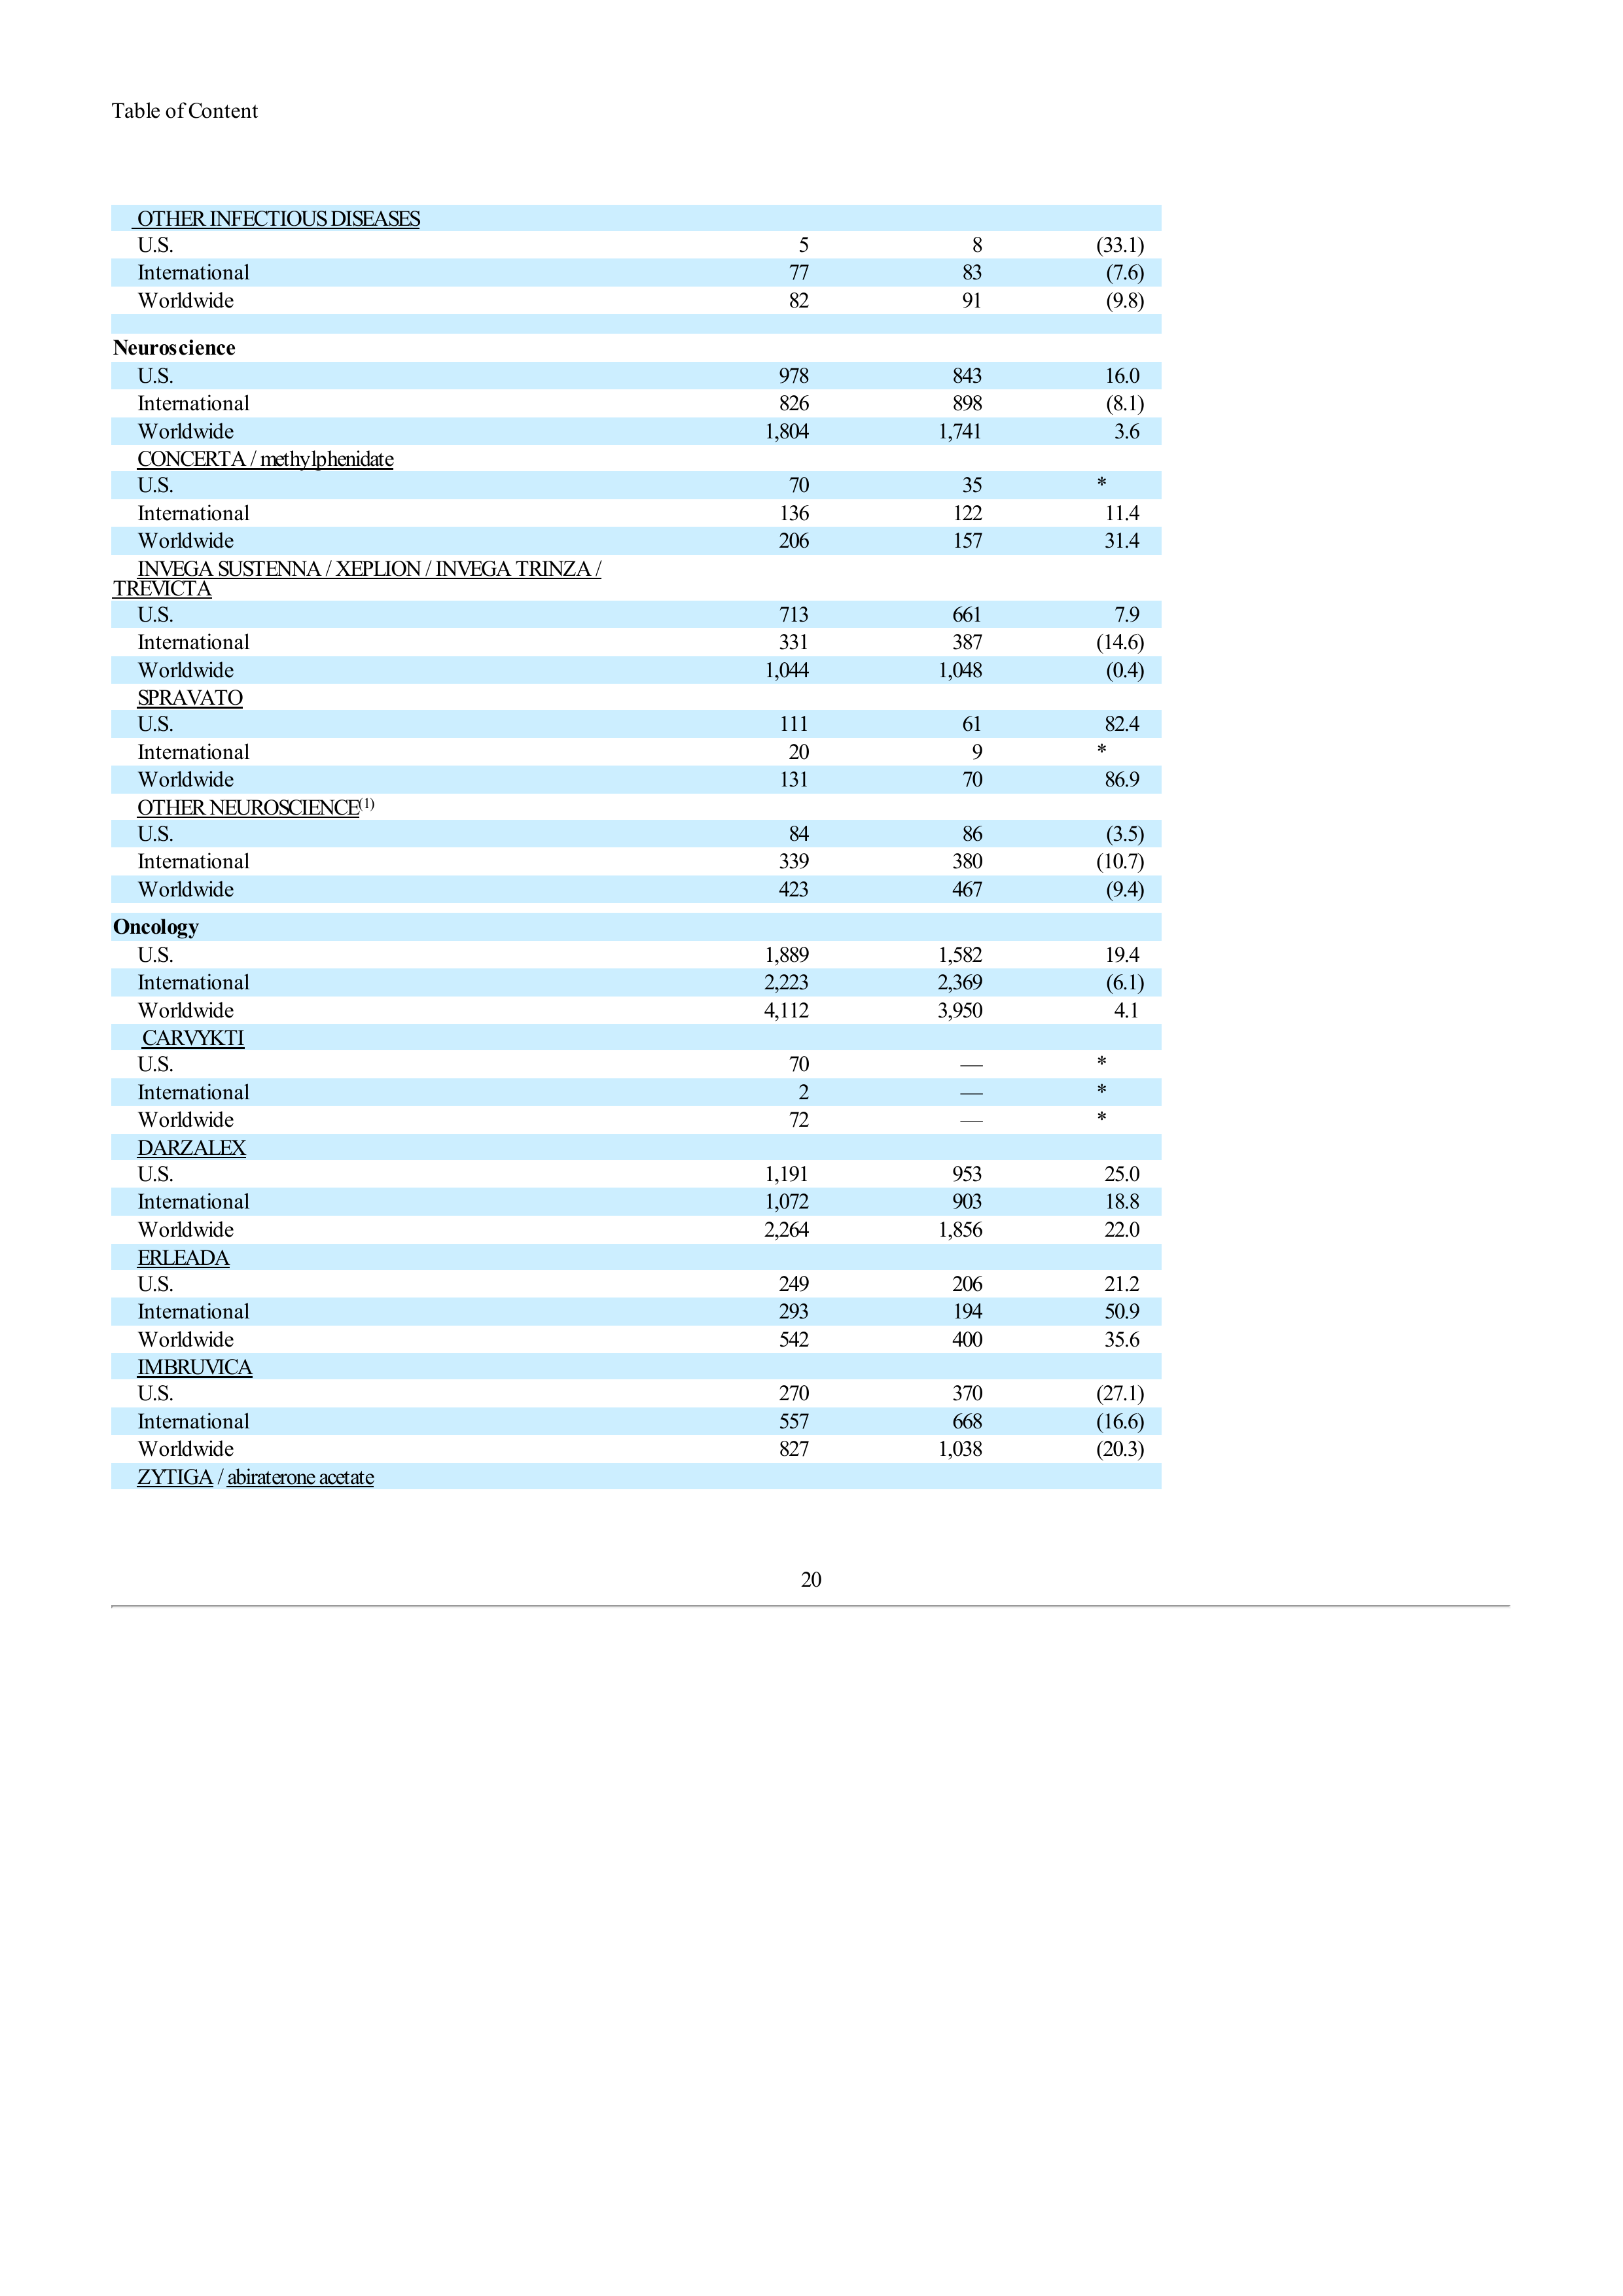 Table of Content
OTHER INFECTIOUS DISEASES
U.S. 5 8 (33.1)
International 77 83 (7.6)
Worldwide 82 91 (9.8)
Neuroscience
U.S. 978 843 16.0
International 826 898 (8.1)
Worldwide 1,804 1,741 3.6
CONCERTA / methylphenidate
U.S. 70 35 *
International 136 122 11.4
Worldwide 206 157 31.4
INVEGA SUSTENNA / XEPLION / INVEGA TRINZA /
TREVICTA
U.S. 713 661 7.9
International 331 387 (14.6)
Worldwide 1,044 1,048 (0.4)
SPRAVATO
U.S. 111 61 82.4
International 20 9 *
Worldwide 131 70 86.9
OTHER NEUROSCIENCE(1)
U.S. 84 86 (3.5)
International 339 380 (10.7)
Worldwide 423 467 (9.4)
Oncology
U.S. 1,889 1,582 19.4
International 2,223 2,369 (6.1)
Worldwide 4,112 3,950 4.1
CARVYKTI
U.S. 70 — *
International 2 — *
Worldwide 72 — *
DARZALEX
U.S. 1,191 953 25.0
International 1,072 903 18.8
Worldwide 2,264 1,856 22.0
ERLEADA
U.S. 249 206 21.2
International 293 194 50.9
Worldwide 542 400 35.6
IMBRUVICA
U.S. 270 370 (27.1)
International 557 668 (16.6)
Worldwide 827 1,038 (20.3)
ZYTIGA / abiraterone acetate
20